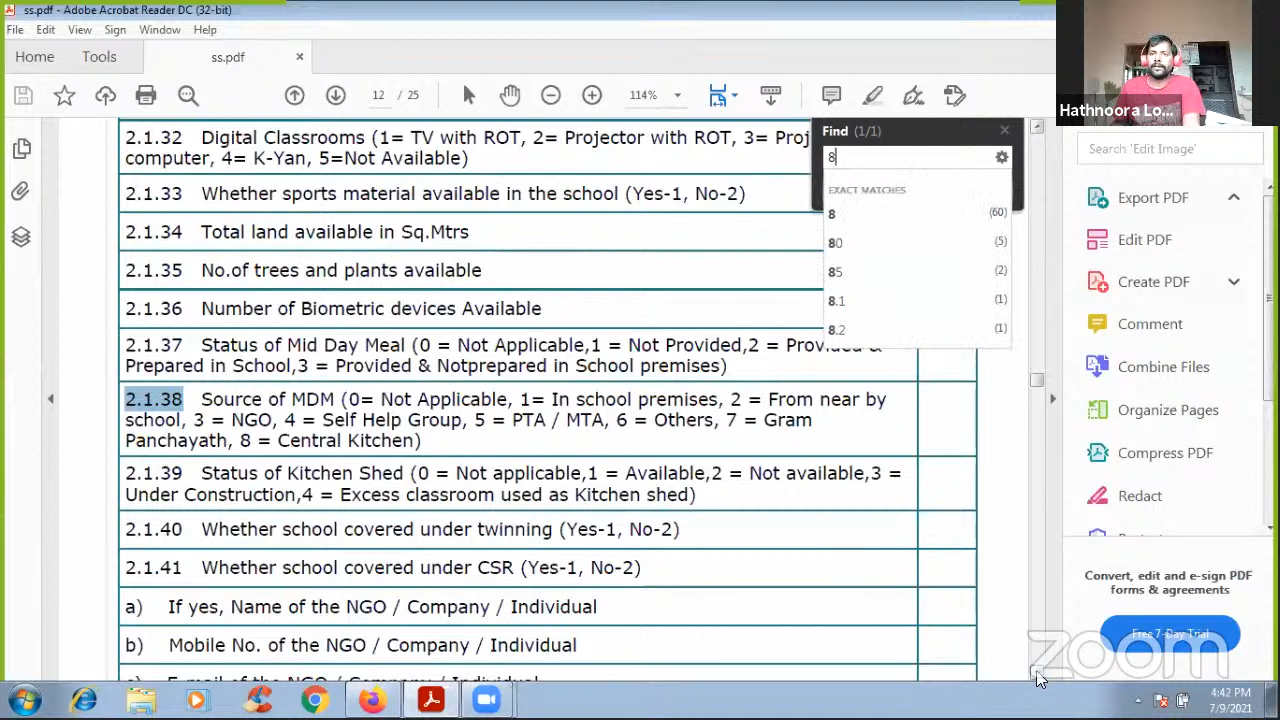 ss.pdf - Adobe Acrobat Reader DC (32-bit)
File Edit View Sign Window Help
Home Tools ss.pdf ×
12 / 25 114%
Hathnoora Lo...
2.1.32 Digital Classrooms (1= TV with ROT, 2= Projector with ROT, 3= Proj
computer, 4= K-Yan, 5=Not Available)
2.1.33 Whether sports material available in the school (Yes-1, No-2)
2.1.34 Total land available in Sq.Mtrs
2.1.35 No.of trees and plants available
2.1.36 Number of Biometric devices Available
2.1.37 Status of Mid Day Meal (0 = Not Applicable,1 = Not Provided,2 = Provided &
Prepared in School,3 = Provided & Notprepared in School premises)
2.1.38 Source of MDM (0= Not Applicable, 1= In school premises, 2 = From near by
school, 3 = NGO, 4 = Self Help Group, 5 = PTA / MTA, 6 = Others, 7 = Gram
Panchayath, 8 = Central Kitchen)
2.1.39 Status of Kitchen Shed (0 = Not applicable,1 = Available,2 = Not available,3 =
Under Construction,4 = Excess classroom used as Kitchen shed)
2.1.40 Whether school covered under twinning (Yes-1, No-2)
2.1.41 Whether school covered under CSR (Yes-1, No-2)
a) If yes, Name of the NGO / Company / Individual
b) Mobile No. of the NGO / Company / Individual
Find (1/1) ×
8
EXACT MATCHES
8 (60)
80 (5)
85 (2)
8.1 (1)
8.2 (1)
Search 'Edit Image'
Export PDF
Edit PDF
Create PDF
Comment
Combine Files
Organize Pages
Compress PDF
Redact
Convert, edit and e-sign PDF
forms & agreements
Free 7-Day Trial
zoom
4:42 PM
7/9/2021